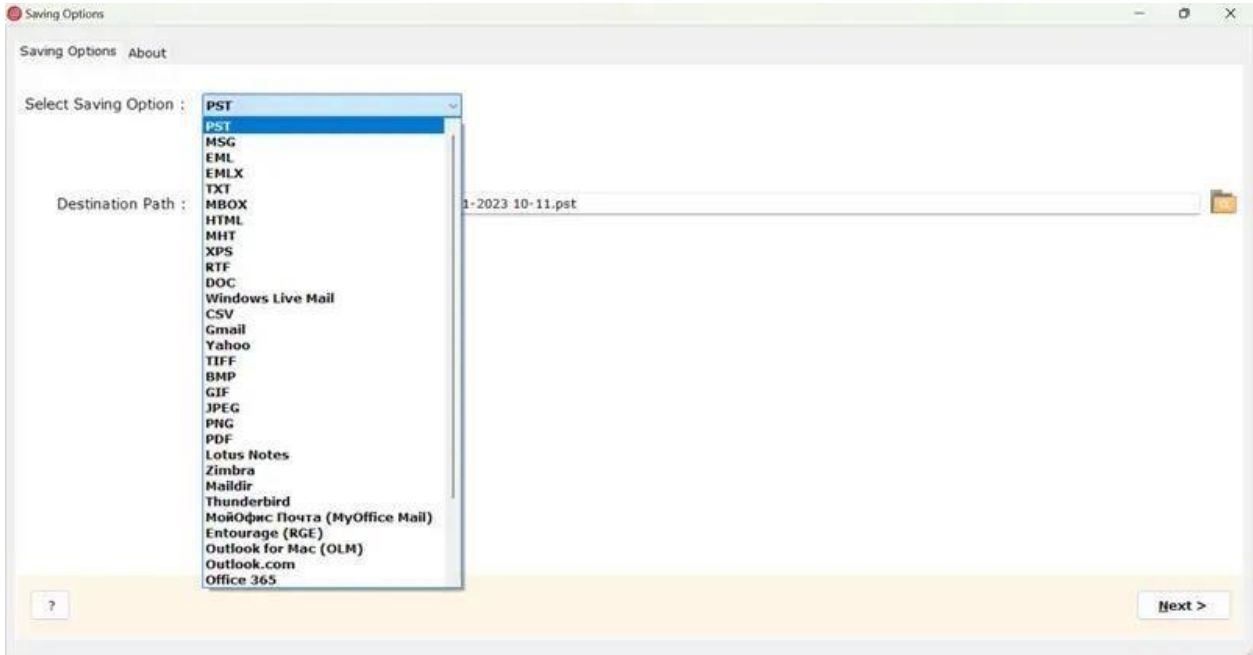 Saving Options
Saving Options About
Select Saving Option : PST
PST
MSG
EML
EMLX
TXT
Destination Path : MBOX 1-2023 10-11.pst
HTML
MHT
XPS
RTF
DOC
Windows Live Mail
CSV
Gmail
Yahoo
TIFF
BMP
GIF
JPEG
PNG
PDF
Lotus Notes
Zimbra
Maildir
Thunderbird
МойОфис Почта (MyOffice Mail)
Entourage (RGE)
Outlook for Mac (OLM)
Outlook.com
Office 365
? Next >